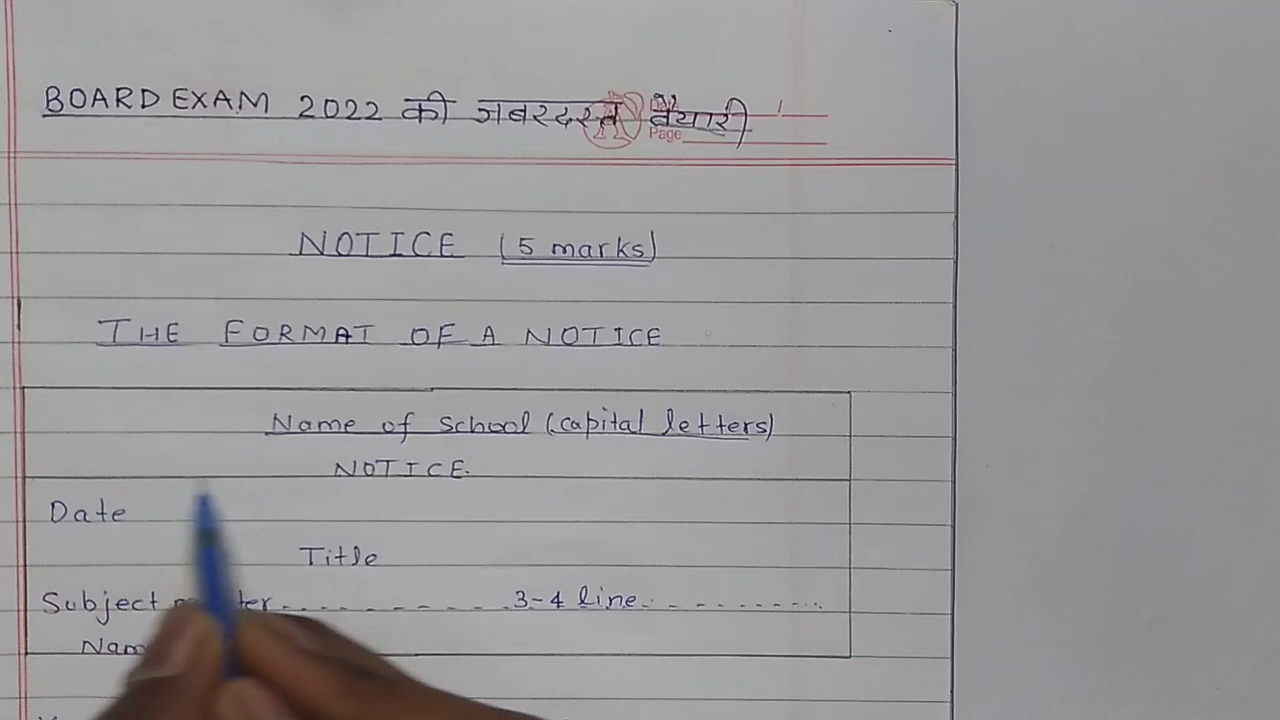 BOARD EXAM 2022 की जबरदस्त तैयारी
Page
NOTICE (5 marks)
THE FORMAT OF A NOTICE
Name of school (capital letters)
NOTICE.
Date
Title
Subject ............ 3-4 line ............